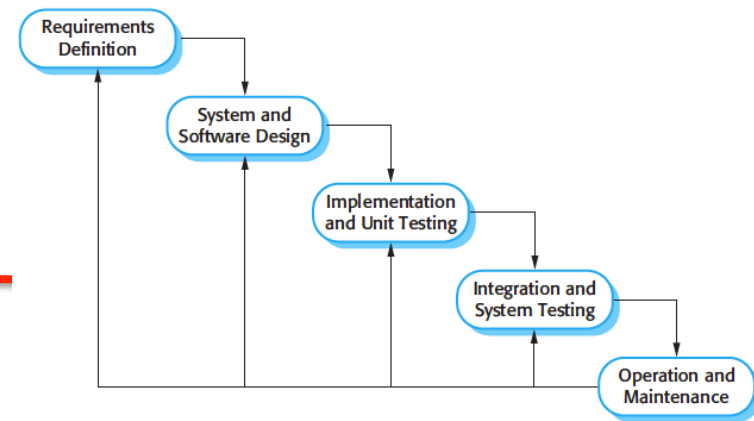 Requirements
Definition
System and
Software Design
Implementation
and Unit Testing
Integration and
System Testing
Operation and
Maintenance